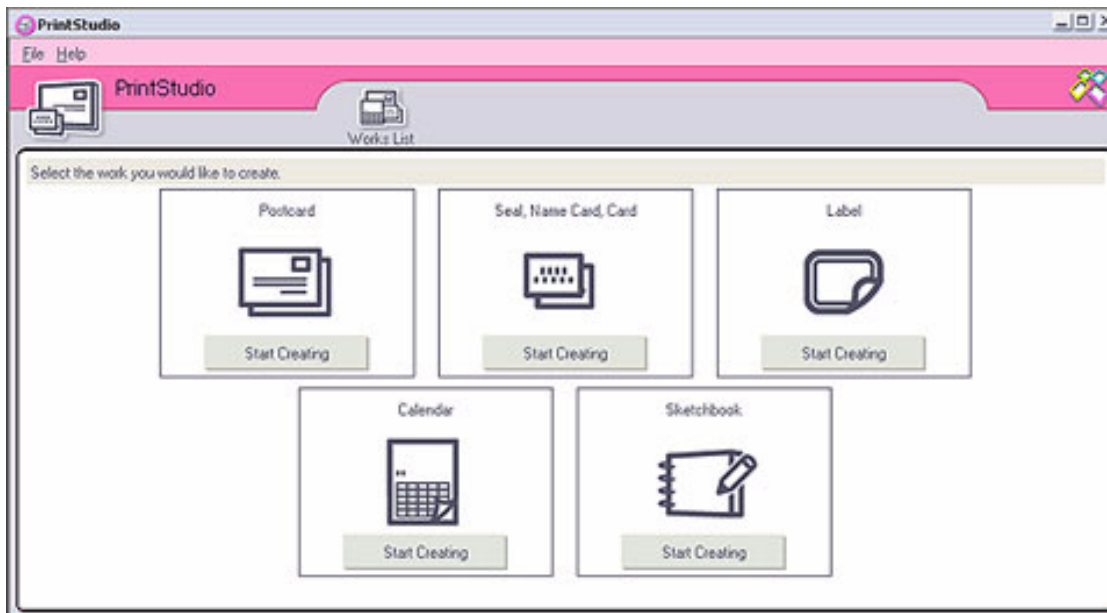 PrintStudio
File Help
PrintStudio
Works List
Select the work you would like to create.
Postcard
Start Creating
Seal, Name Card, Card
Start Creating
Label
Start Creating
Calendar
Start Creating
Sketchbook
Start Creating